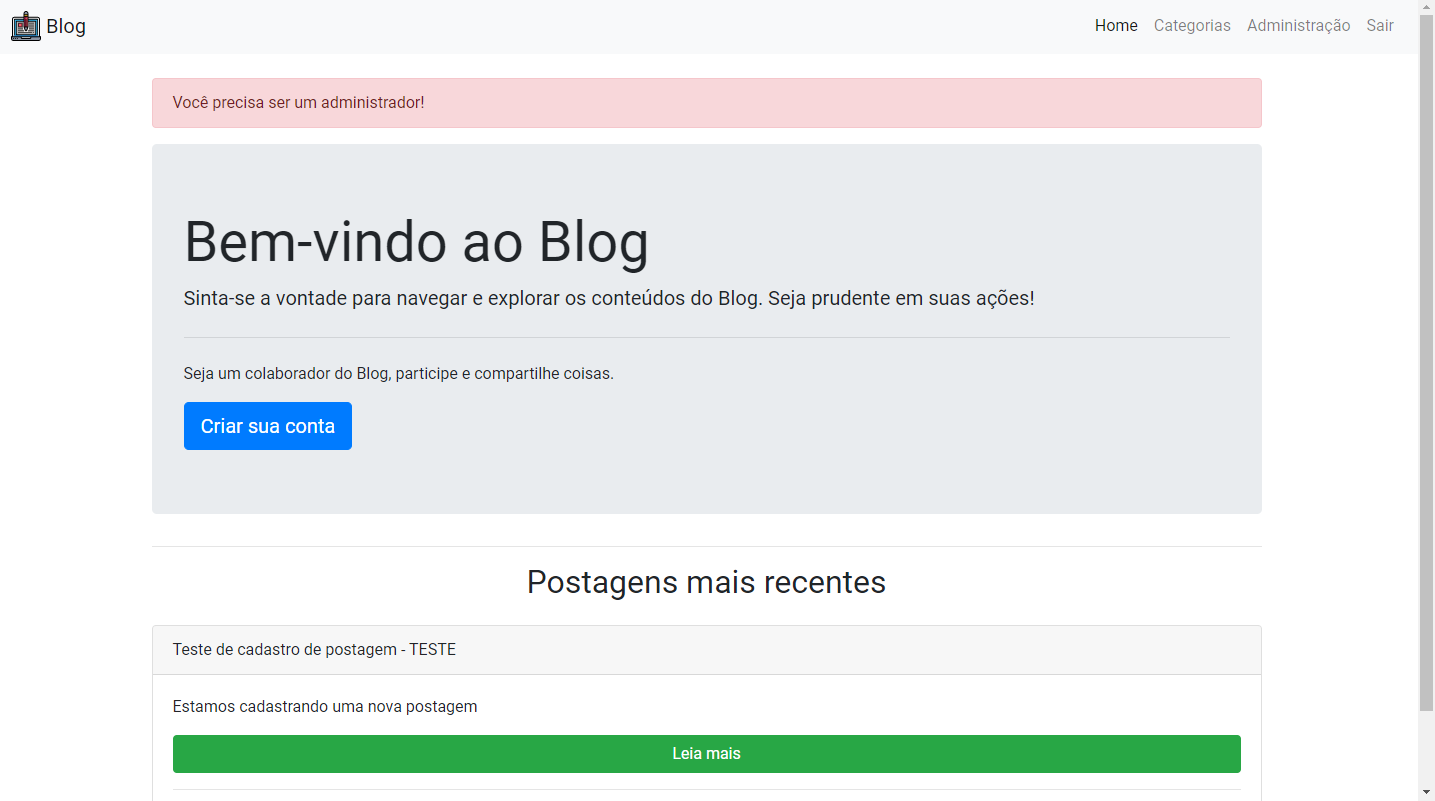 Blog
Home Categorias Administração Sair
Você precisa ser um administrador!
Bem-vindo ao Blog
Sinta-se a vontade para navegar e explorar os conteúdos do Blog. Seja prudente em suas ações!
Seja um colaborador do Blog, participe e compartilhe coisas.
Criar sua conta
Postagens mais recentes
Teste de cadastro de postagem - TESTE
Estamos cadastrando uma nova postagem
Leia mais